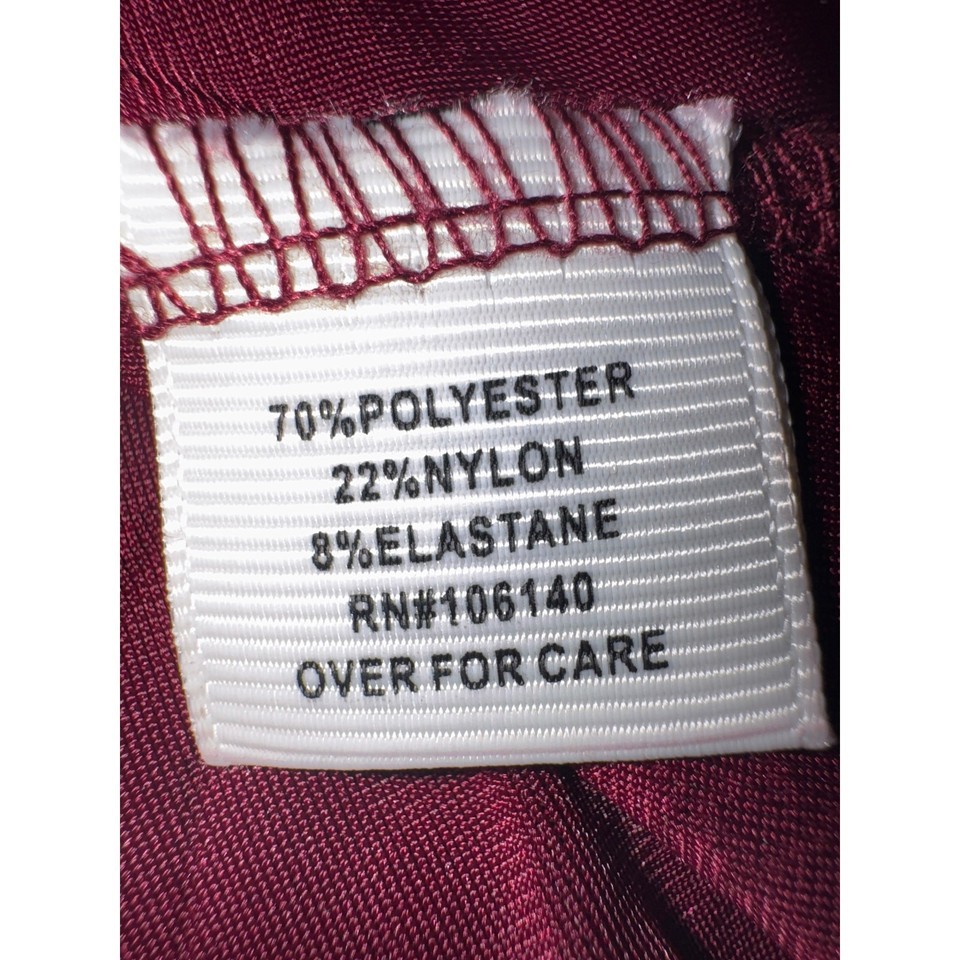 70%POLYESTER
22%NYLON
8%ELASTANE
RN#106140
OVER FOR CARE